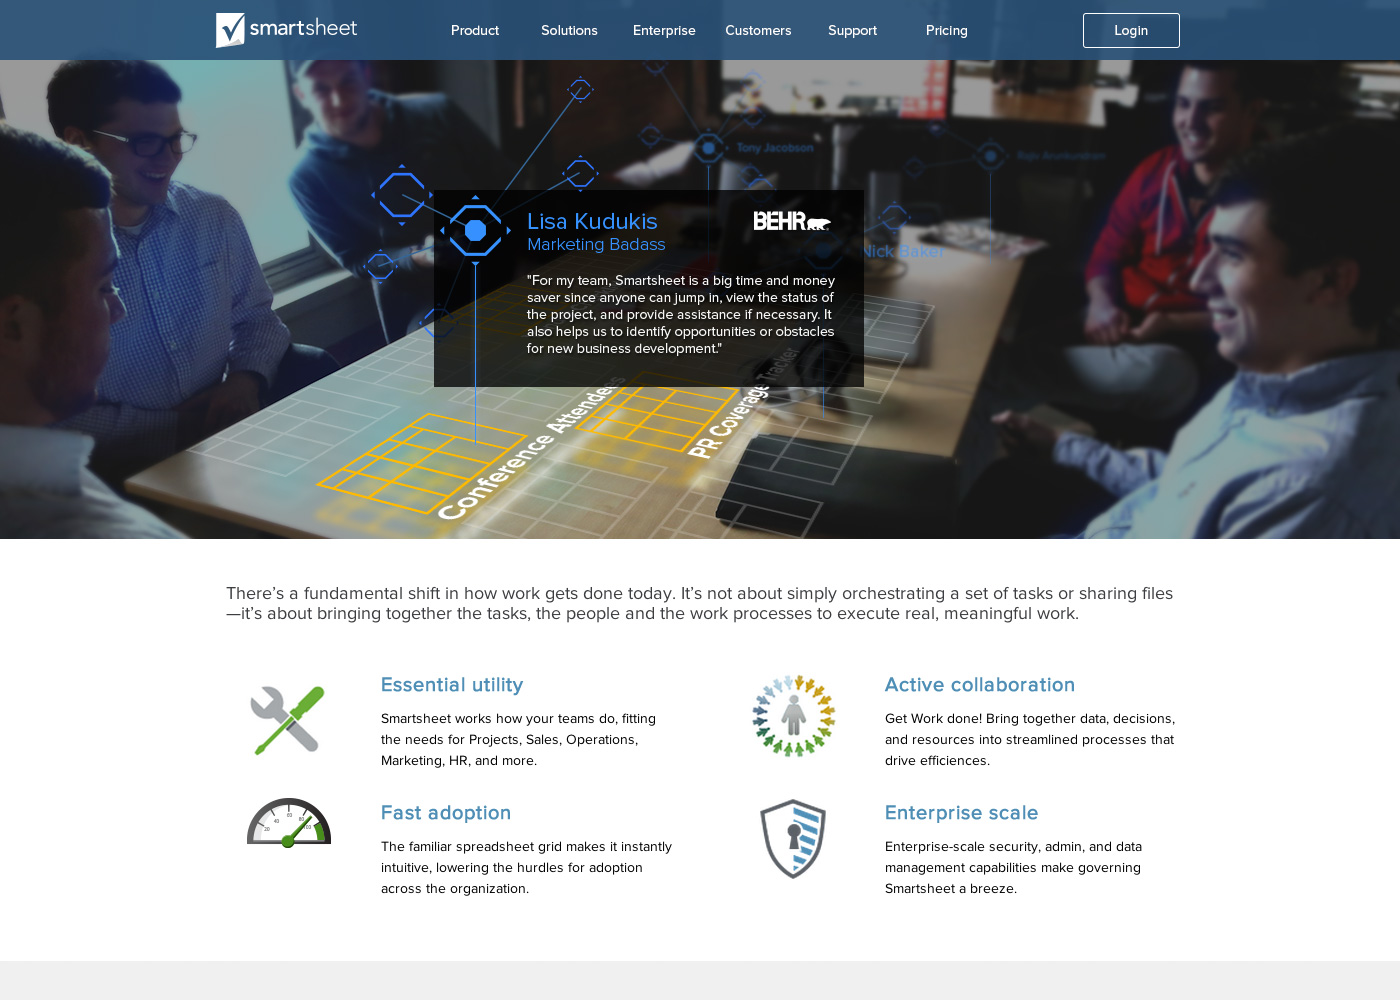 smartsheet
Product
Solutions
Enterprise
Customers
Support
Pricing
Login
Tony Jacobson
Nick Baker
Lisa Kudukis
Marketing Badass
BEHR
"For my team, Smartsheet is a big time and money
saver since anyone can jump in, view the status of
the project, and provide assistance if necessary. It
also helps us to identify opportunities or obstacles
for new business development."
Conference Attendees
PR Coverage Tracker
There’s a fundamental shift in how work gets done today. It’s not about simply orchestrating a set of tasks or sharing files
—it’s about bringing together the tasks, the people and the work processes to execute real, meaningful work.
Essential utility
Smartsheet works how your teams do, fitting
the needs for Projects, Sales, Operations,
Marketing, HR, and more.
Active collaboration
Get Work done! Bring together data, decisions,
and resources into streamlined processes that
drive efficiences.
20
40
60
80
100
Fast adoption
The familiar spreadsheet grid makes it instantly
intuitive, lowering the hurdles for adoption
across the organization.
Enterprise scale
Enterprise-scale security, admin, and data
management capabilities make governing
Smartsheet a breeze.